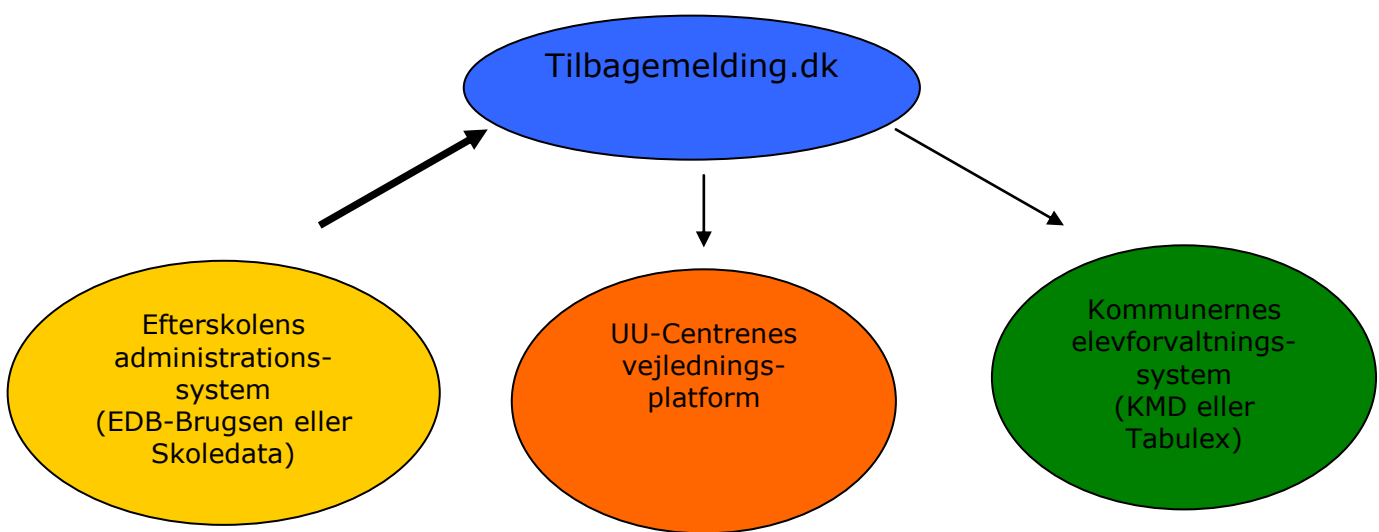 Tilbagemelding.dk
Efterskolens
administrations-
system
(EDB-Brugsen eller
Skoledata)
UU-Centrenes
vejlednings-
platform
Kommunernes
elevforvaltnings-
system
(KMD eller
Tabulex)